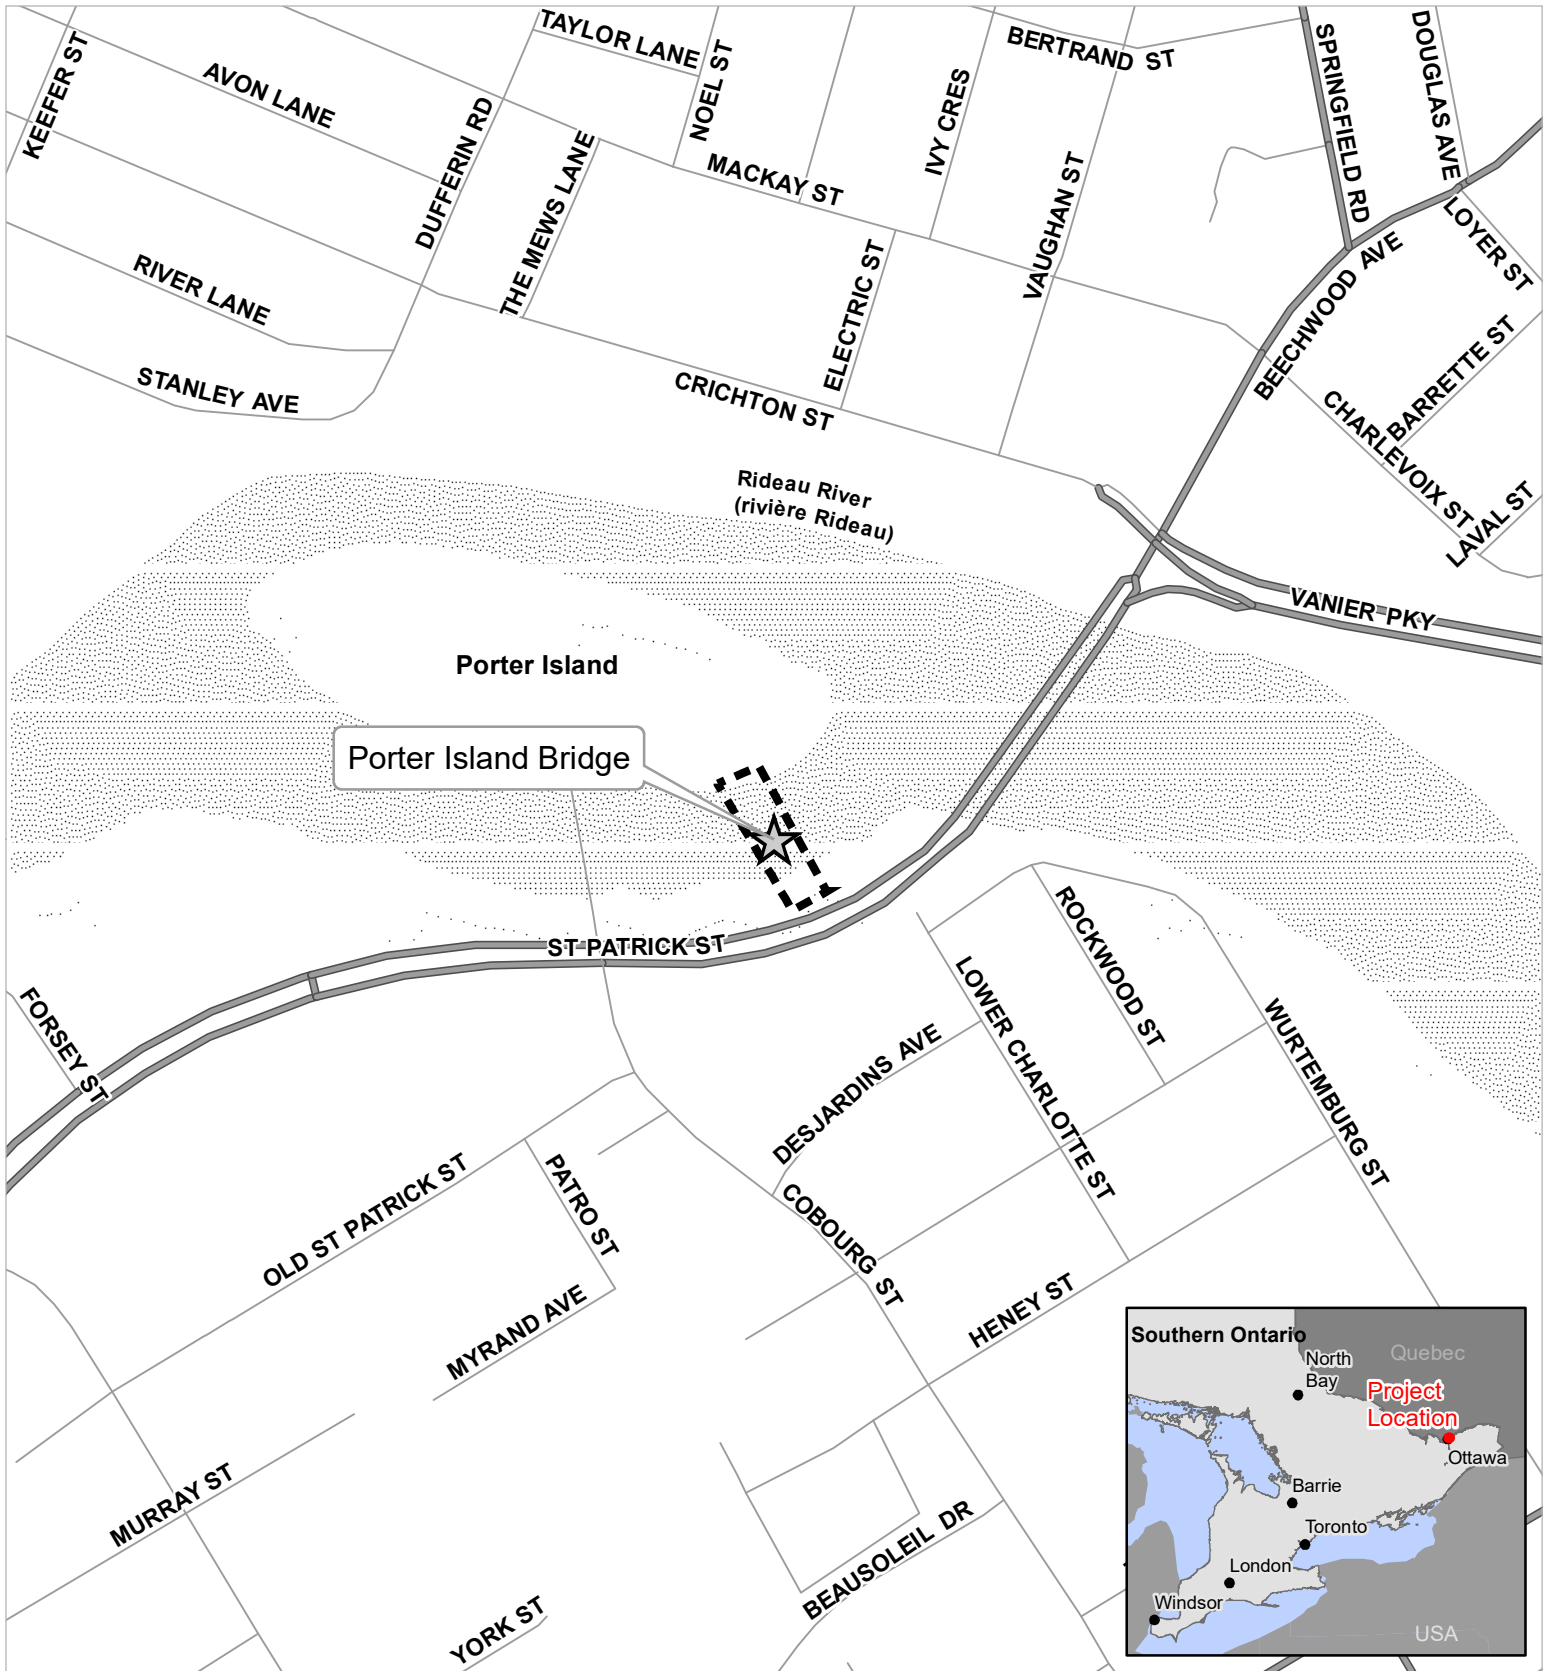 TAYLOR LANE
KEEFER ST
AVON LANE
NOEL ST
BERTRAND ST
SPRINGFIELD RD
DOUGLAS AVE
DUFFERIN RD
THE MEWS LANE
MACKAY ST
IVY CRES
VAUGHAN ST
LOYER ST
RIVER LANE
ELECTRIC ST
BEECHWOOD AVE
BARRETTE ST
STANLEY AVE
CRICHTON ST
CHARLEVOIX ST
LAVAL ST
Rideau River
(rivière Rideau)
VANIER PKY
Porter Island
Porter Island Bridge
ST PATRICK ST
ROCKWOOD ST
FORSEY ST
LOWER CHARLOTTE ST
WURTEMBURG ST
DESJARDINS AVE
OLD ST PATRICK ST
PATRO ST
COBOURG ST
MYRAND AVE
HENEY ST
MURRAY ST
BEAUSOLEIL DR
YORK ST
Southern Ontario
Quebec
North
Bay
Project
Location
Ottawa
Barrie
Toronto
London
Windsor
USA